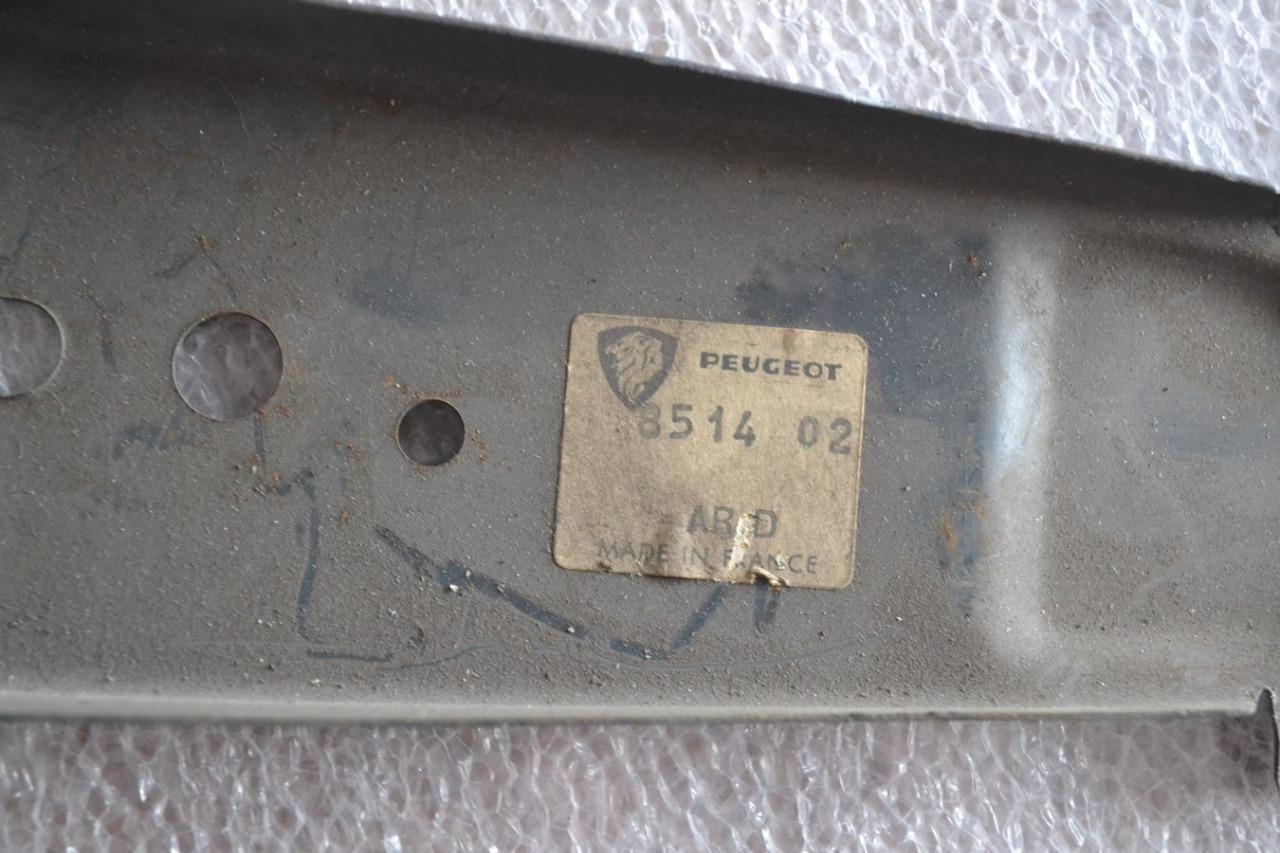 PEUGEOT
8514 02
AR D
MADE IN FRANCE